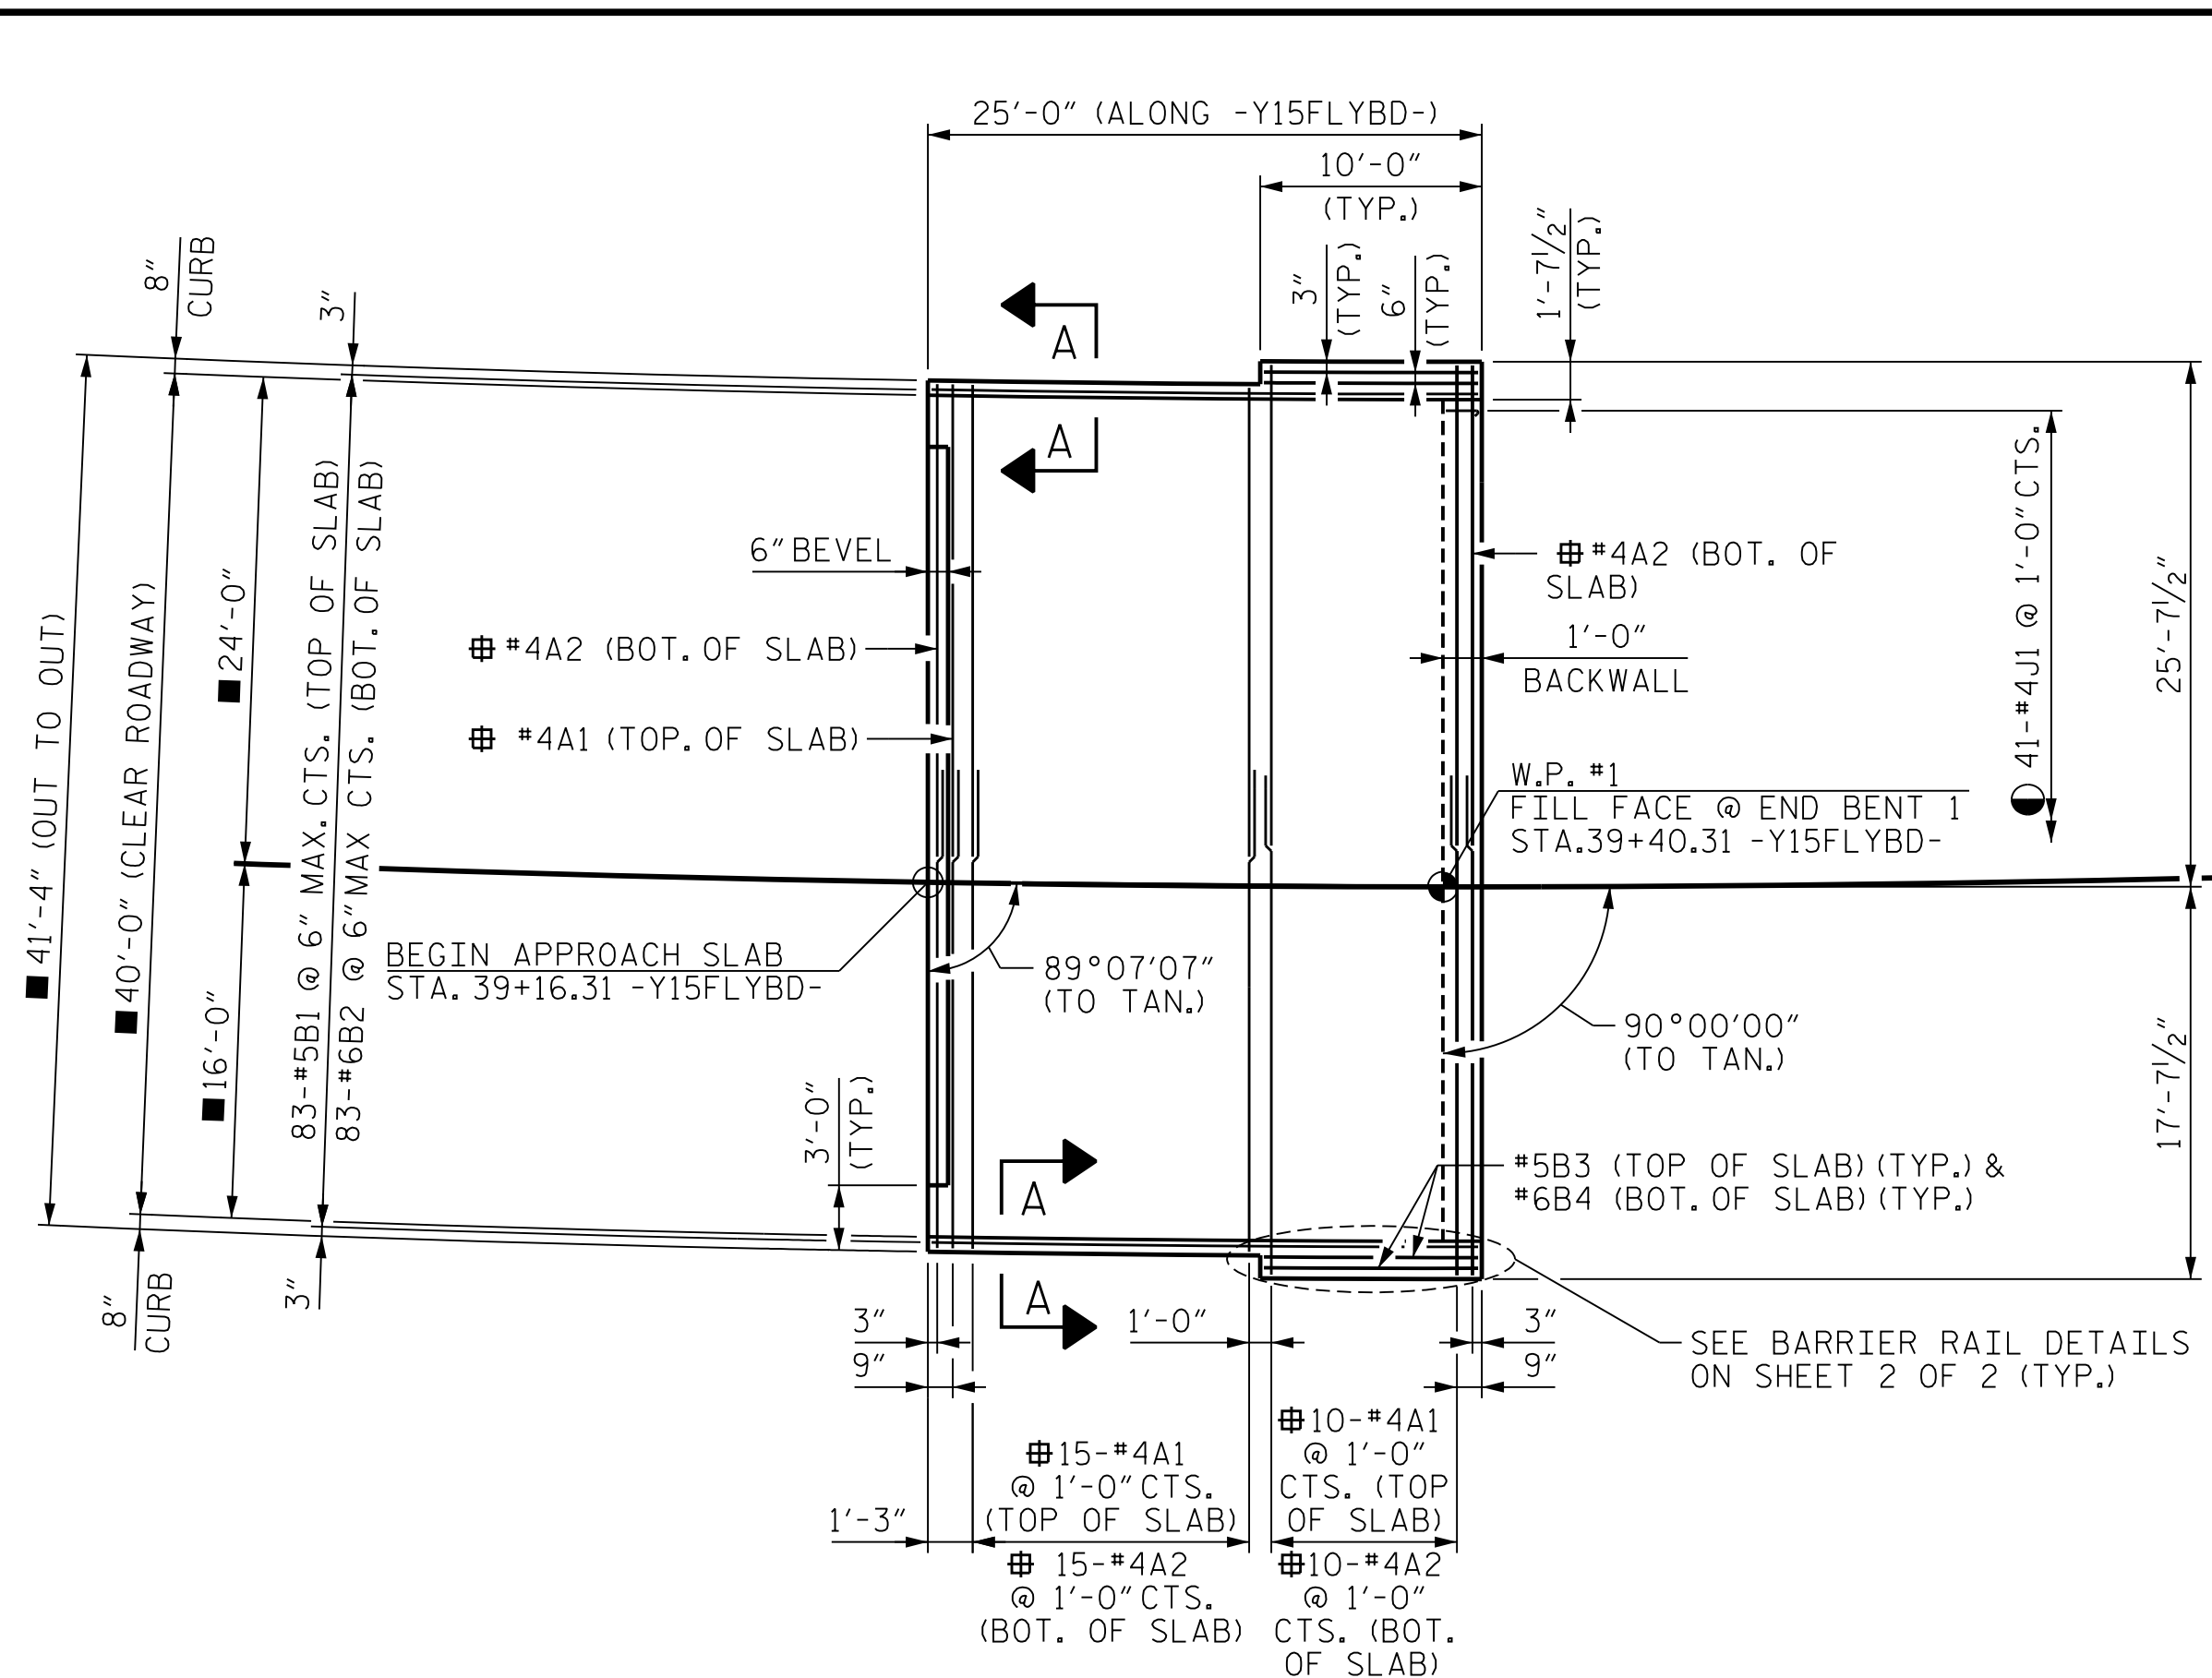 25'-0" (ALONG -Y15FLYBD-)
10'-0"
(TYP.)
3"
(TYP.)
6"
(TYP.)
1'-7 1/2"
(TYP.)
8"
CURB
3"
A
A
■ 41'-4" (OUT TO OUT)
■ 40'-0" (CLEAR ROADWAY)
■ 24'-0"
■ 16'-0"
83-#5B1 @ 6" MAX. CTS. (TOP OF SLAB)
83-#6B2 @ 6" MAX CTS. (BOT. OF SLAB)
6" BEVEL
#4A2 (BOT. OF SLAB)
#4A1 (TOP. OF SLAB)
#4A2 (BOT. OF
SLAB)
1'-0"
BACKWALL
W.P. #1
FILL FACE @ END BENT 1
STA. 39+40.31 -Y15FLYBD-
41-#4J1 @ 1'-0" CTS.
25'-7 1/2"
17'-7 1/2"
BEGIN APPROACH SLAB
STA. 39+16.31 -Y15FLYBD-
89°07'07"
(TO TAN.)
90°00'00"
(TO TAN.)
3'-0"
(TYP.)
A
A
#5B3 (TOP OF SLAB) (TYP.) &
#6B4 (BOT. OF SLAB) (TYP.)
8"
CURB
3"
3"
9"
1'-0"
3"
9"
SEE BARRIER RAIL DETAILS
ON SHEET 2 OF 2 (TYP.)
1'-3"
15-#4A1
@ 1'-0" CTS.
(TOP OF SLAB)
15-#4A2
@ 1'-0" CTS.
(BOT. OF SLAB)
10-#4A1
@ 1'-0"
CTS. (TOP
OF SLAB)
10-#4A2
@ 1'-0"
CTS. (BOT.
OF SLAB)